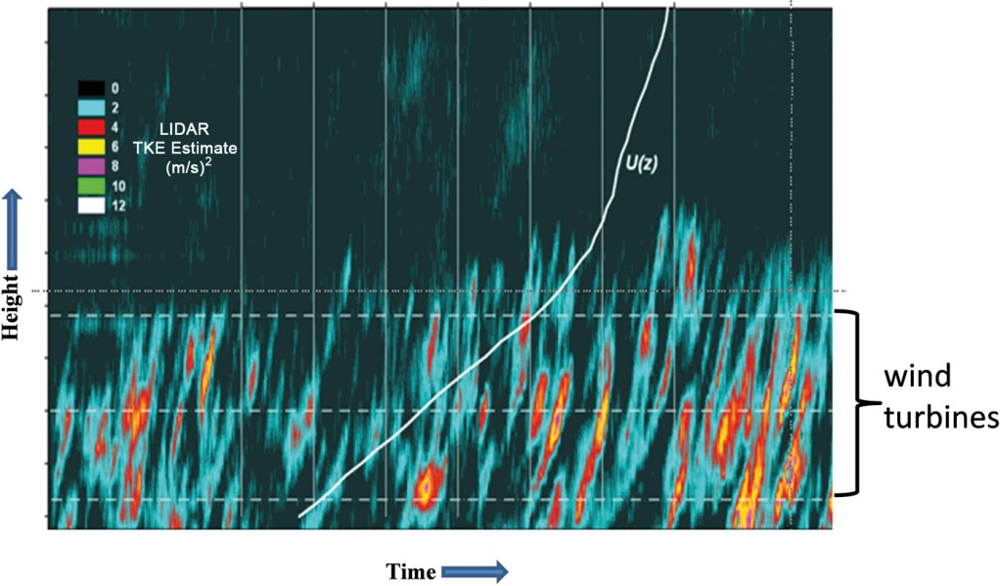 0
2
4
6
8
10
12
LIDAR
TKE Estimate
(m/s)2
U(z)
Height
wind
turbines
Time